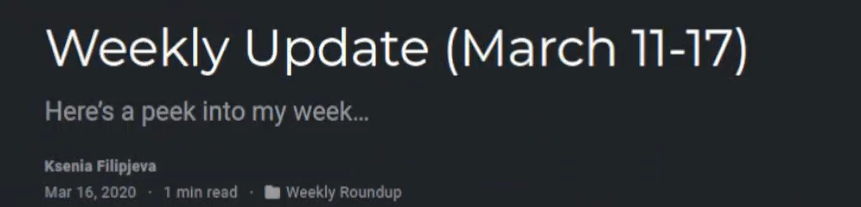 Weekly Update (March 11-17)
Here's a peek into my week...
Ksenia Filipjeva
Mar 16, 2020 · 1 min read · Weekly Roundup